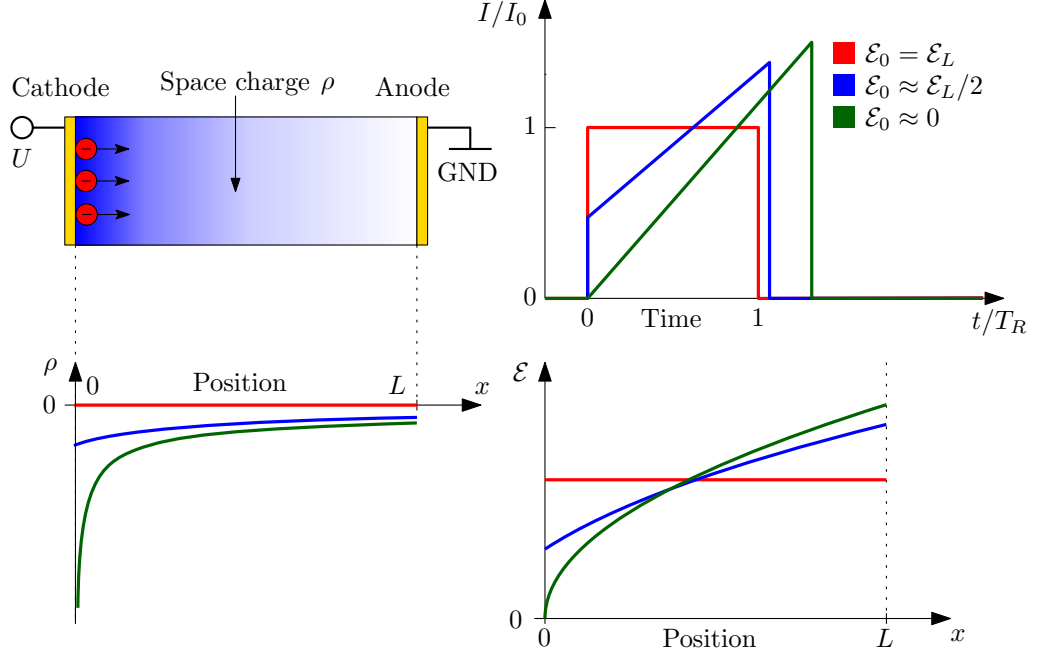 Cathode
Space charge ρ
Anode
U
− 
−
−
GND
I/I₀
1
0
0
Time
1
t/T_R
ℰ₀ = ℰ_L
ℰ₀ ≈ ℰ_L/2
ℰ₀ ≈ 0
ρ
0
0
Position
L
x
ℰ
0
0
Position
L
x